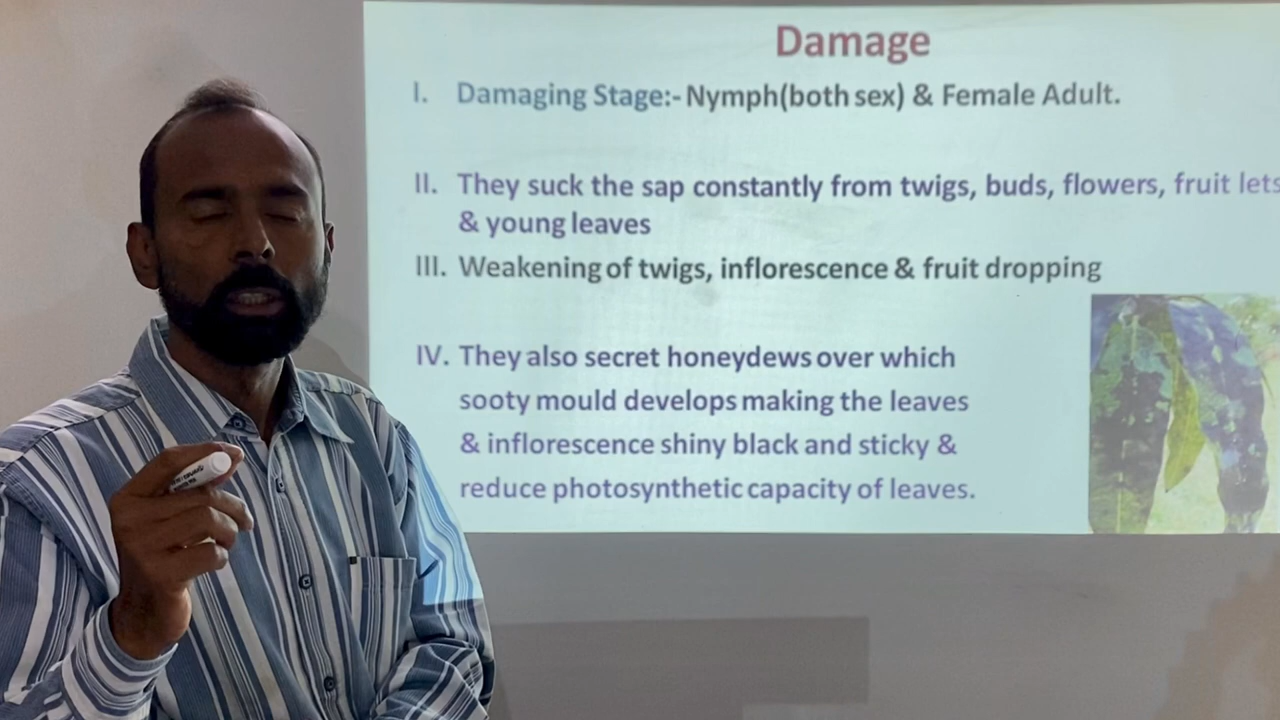 Damage
I. Damaging Stage:- Nymph(both sex) & Female Adult.
II. They suck the sap constantly from twigs, buds, flowers, fruit lets
& young leaves
III. Weakening of twigs, inflorescence & fruit dropping
IV. They also secret honeydews over which
sooty mould develops making the leaves
& inflorescence shiny black and sticky &
reduce photosynthetic capacity of leaves.